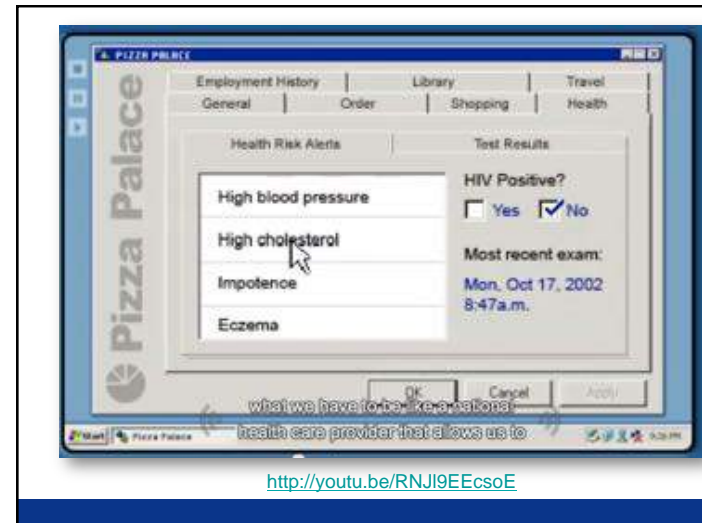 PIZZA PALACE
Pizza Palace
Employment History Library Travel
General Order Shopping Health
Health Risk Alerts Test Results
High blood pressure
High cholesterol
Impotence
Eczema
HIV Positive?
Yes No
Most recent exam:
Mon, Oct 17, 2002
8:47a.m.
OK Cancel Apply
what we have to be like a national
health care provider that allows us to
Start Pizza Palace
http://youtu.be/RNJl9EEcsoE